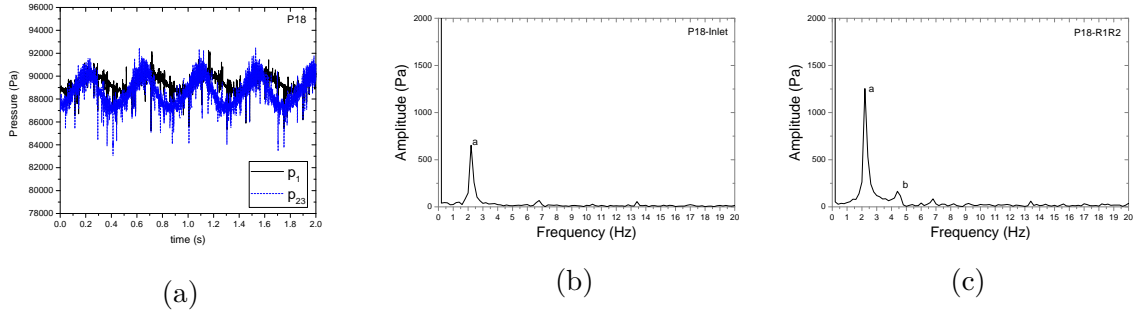 P18
96000
94000
92000
90000
88000
86000
84000
82000
80000
78000
Pressure (Pa)
p1
p23
0.0 0.2 0.4 0.6 0.8 1.0 1.2 1.4 1.6 1.8 2.0
time (s)
(a)
P18-Inlet
2000
1500
1000
500
0
Amplitude (Pa)
a
0 1 2 3 4 5 6 7 8 9 10 11 12 13 14 15 16 17 18 19 20
Frequency (Hz)
(b)
P18-R1R2
2000
1500
1000
500
0
Amplitude (Pa)
a
b
0 1 2 3 4 5 6 7 8 9 10 11 12 13 14 15 16 17 18 19 20
Frequency (Hz)
(c)